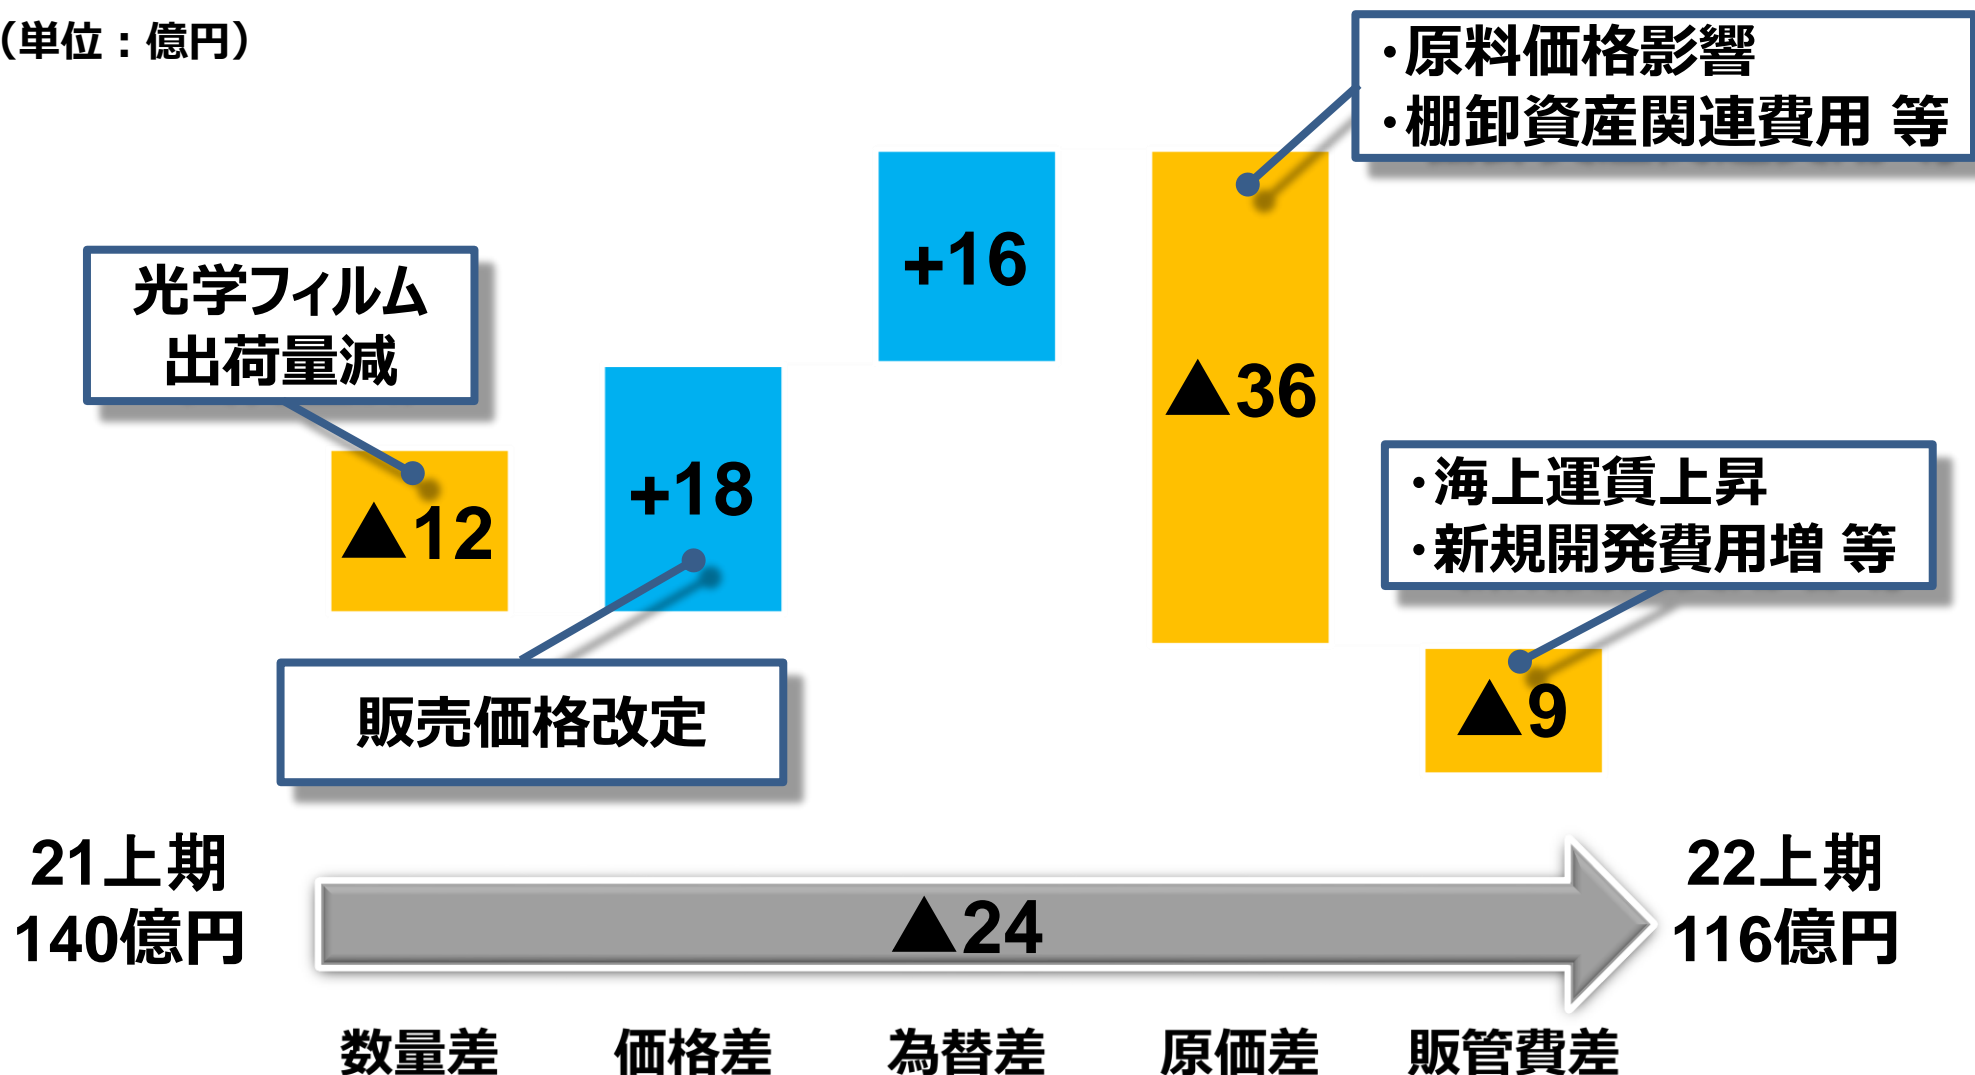 (単位：億円)
・原料価格影響
・棚卸資産関連費用 等
+16
光学フィルム
出荷量減
▲36
+18
▲12
・海上運賃上昇
・新規開発費用増 等
▲9
販売価格改定
21上期
140億円
▲24
22上期
116億円
数量差 価格差 為替差 原価差 販管費差